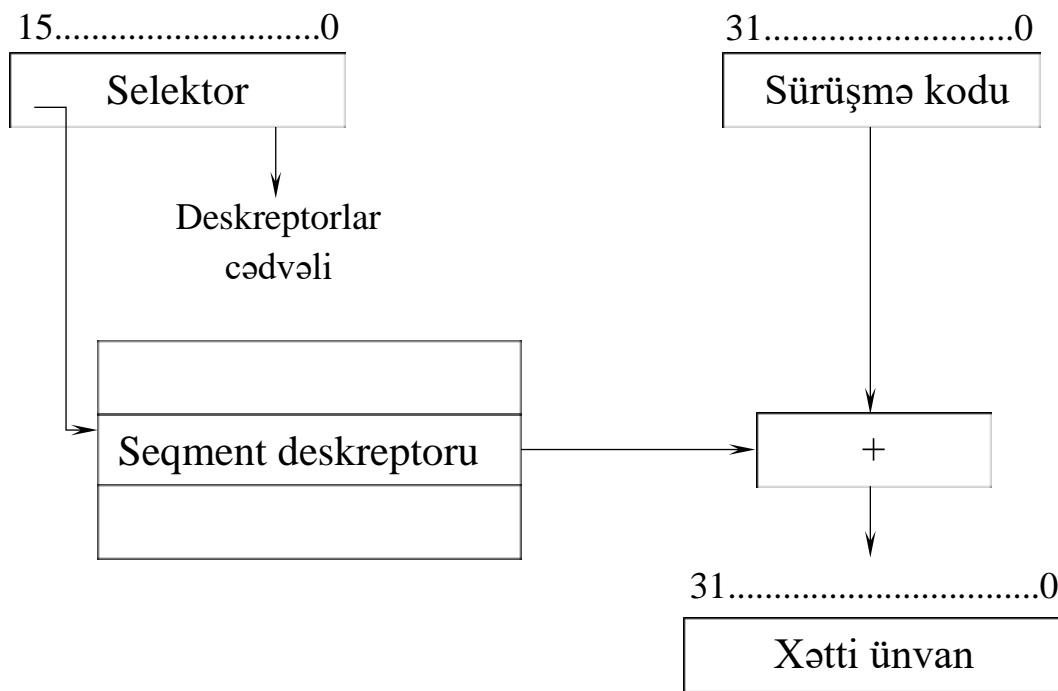 15............................0
31..........................0
Selektor
Sürüşmə kodu
Deskreptorlar
cədvəli
Seqment deskreptoru
+
31.................................0
Xətti ünvan